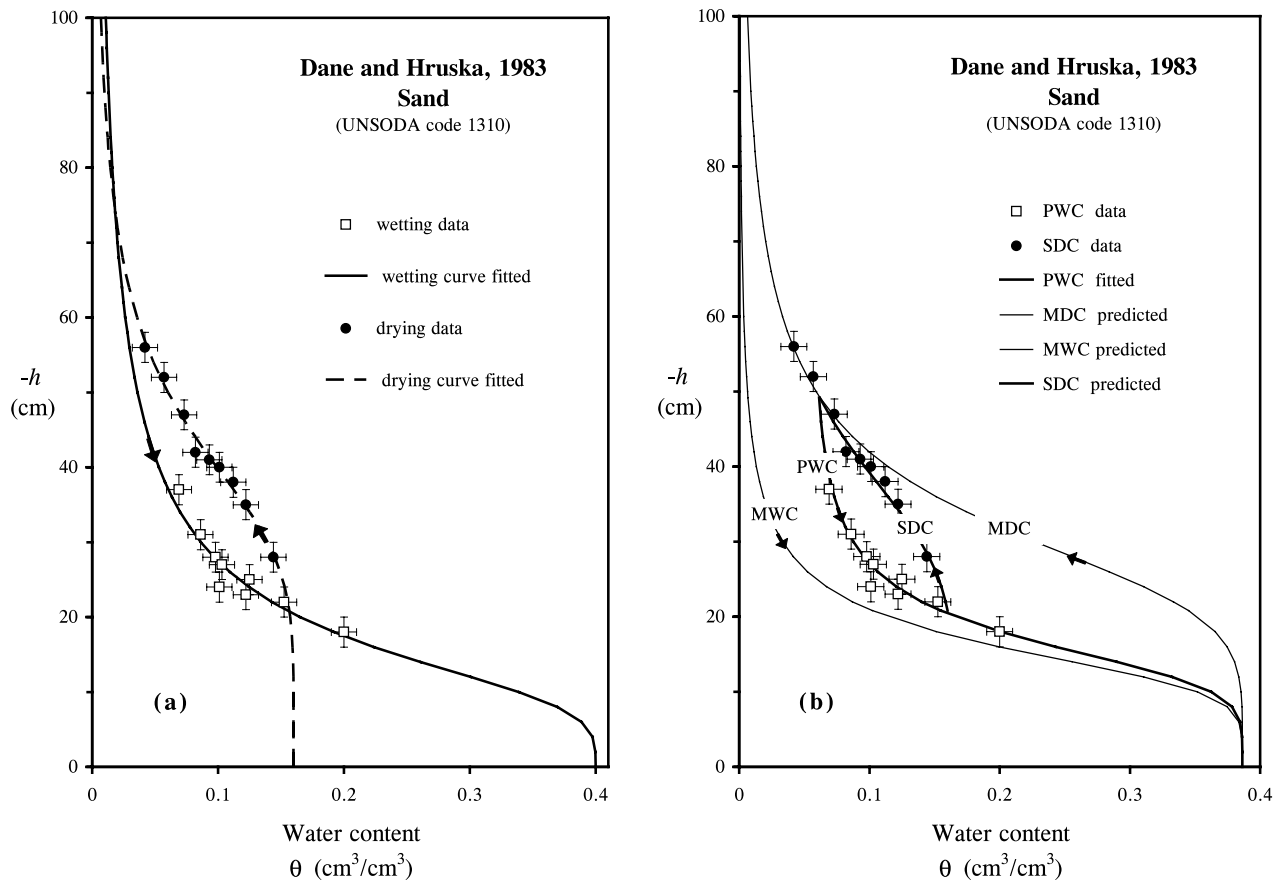 100
80
60
40
20
0
-h
(cm)
Dane and Hruska, 1983
Sand
(UNSODA code 1310)
wetting data
wetting curve fitted
drying data
drying curve fitted
(a)
0
0.1
0.2
0.3
0.4
Water content
θ (cm³/cm³)
100
80
60
40
20
0
-h
(cm)
Dane and Hruska, 1983
Sand
(UNSODA code 1310)
PWC data
SDC data
PWC fitted
MDC predicted
MWC predicted
SDC predicted
PWC
MWC
SDC
MDC
(b)
0
0.1
0.2
0.3
0.4
Water content
θ (cm³/cm³)